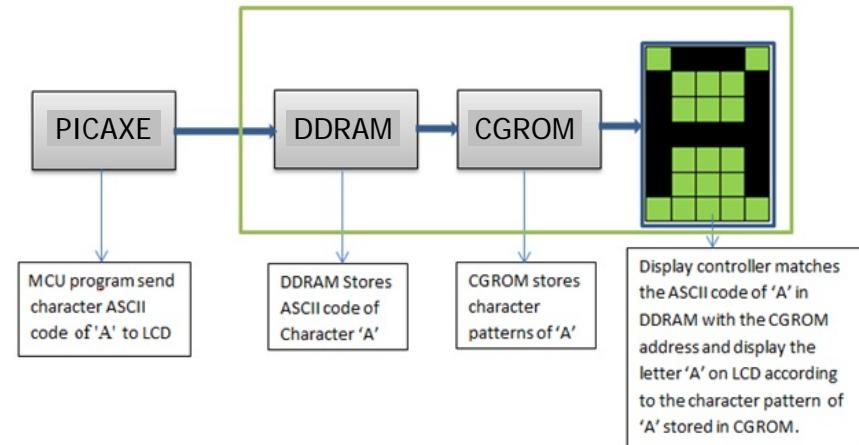 PICAXE
DDRAM
CGROM
MCU program send
character ASCII
code of 'A' to LCD
DDRAM Stores
ASCII code of
Character ‘A’
CGROM stores
character
patterns of ‘A’
Display controller matches
the ASCII code of ‘A’ in
DDRAM with the CGROM
address and display the
letter ‘A’ on LCD according
to the character pattern of
‘A’ stored in CGROM.